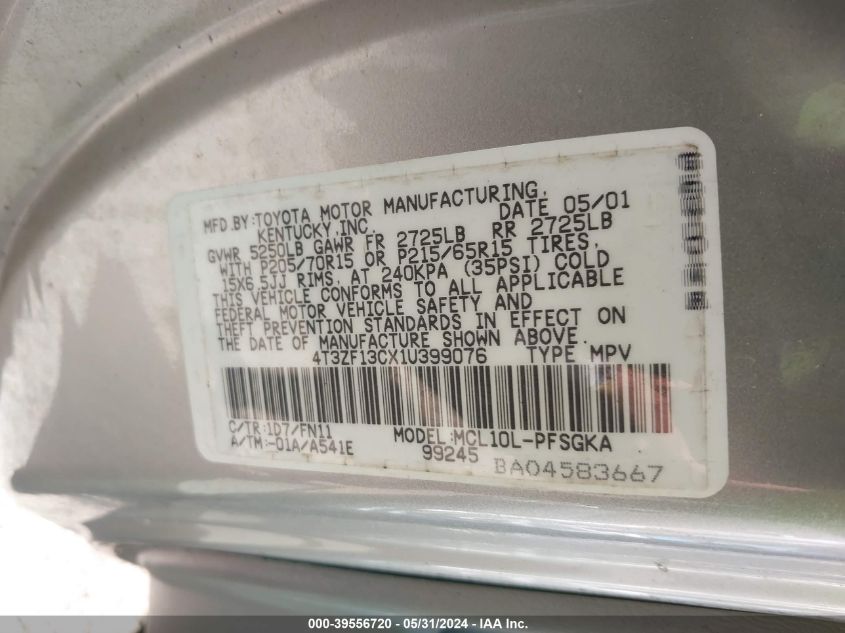 MFD.BY:TOYOTA MOTOR MANUFACTURING,
KENTUCKY,INC. DATE 05/01
GVWR 5250LB GAWR FR 2725LB RR 2725LB
WITH P205/70R15 OR P215/65R15 TIRES,
15X6.5JJ RIMS, AT 240KPA (35PSI) COLD
THIS VEHICLE CONFORMS TO ALL APPLICABLE
FEDERAL MOTOR VEHICLE SAFETY AND
THEFT PREVENTION STANDARDS IN EFFECT ON
THE DATE OF MANUFACTURE SHOWN ABOVE.
4T3ZF13CX1U399076 TYPE MPV
C/TR:1D7/FN11 MODEL:MCL10L-PFSGKA
A/TM:-01A/A541E 99245 BA04583667
000-39556720 - 05/31/2024 - IAA Inc.